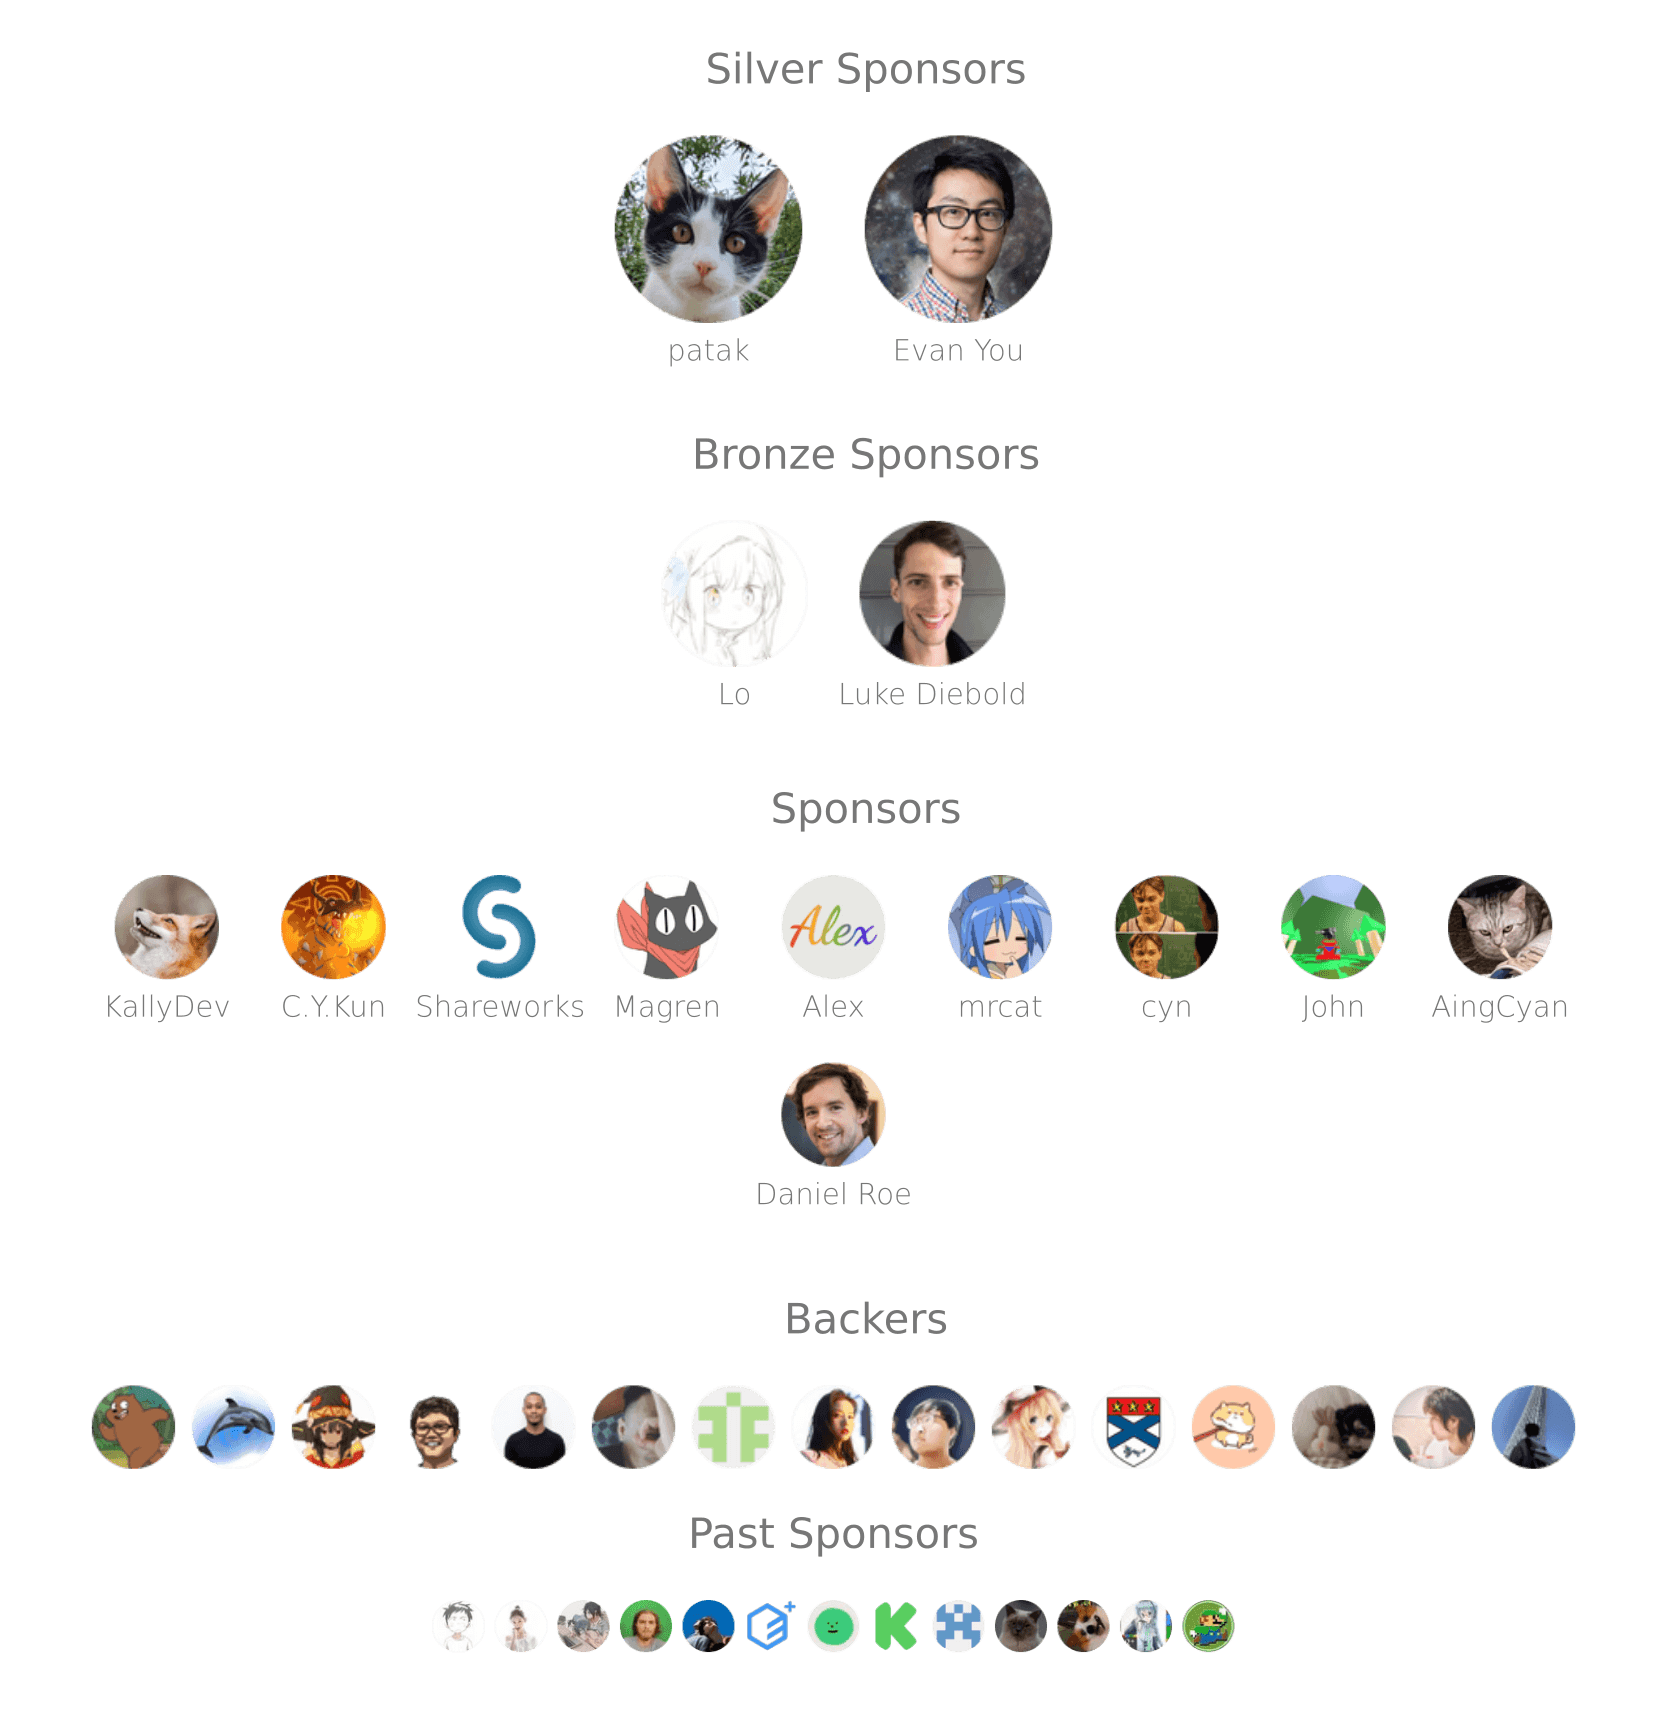 Silver Sponsors
patak Evan You
Bronze Sponsors
Lo Luke Diebold
Sponsors
Alex
KallyDev C.Y.Kun Shareworks Magren Alex mrcat cyn John AingCyan
Daniel Roe
Backers
Past Sponsors